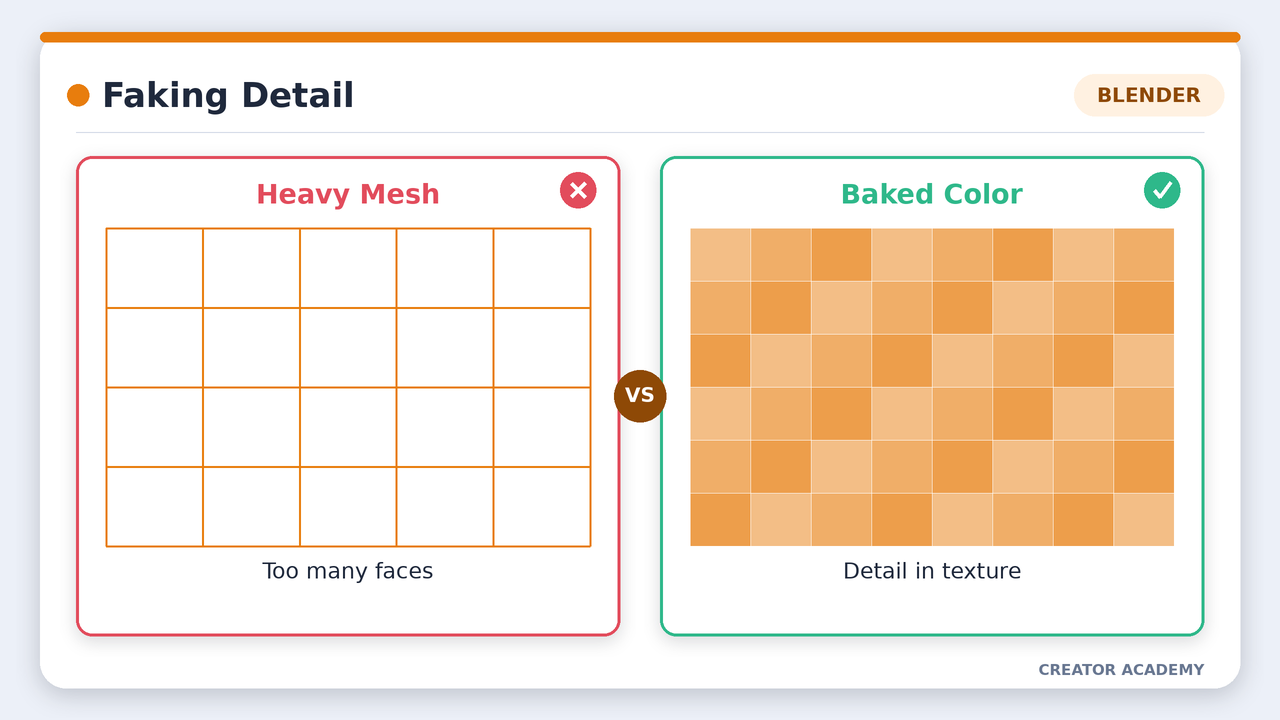 Faking Detail
BLENDER
Heavy Mesh
Baked Color
VS
Too many faces
Detail in texture
CREATOR ACADEMY